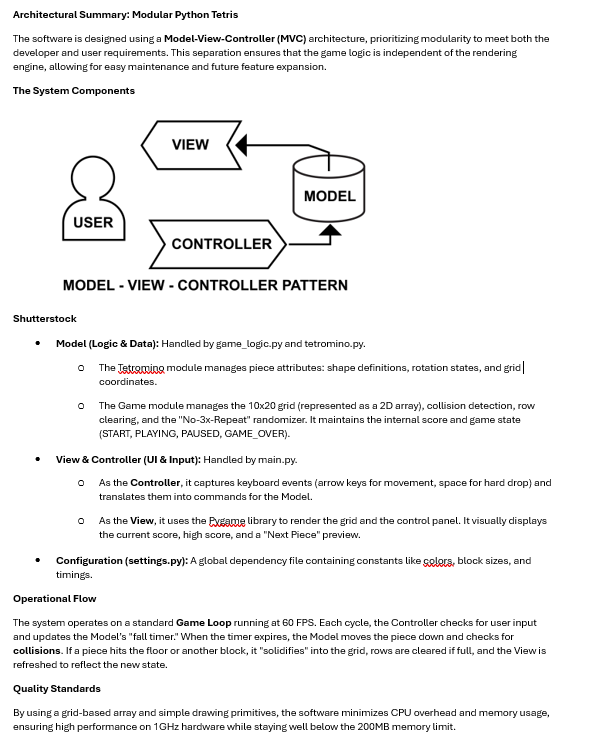 Architectural Summary: Modular Python Tetris
The software is designed using a Model-View-Controller (MVC) architecture, prioritizing modularity to meet both the
developer and user requirements. This separation ensures that the game logic is independent of the rendering
engine, allowing for easy maintenance and future feature expansion.
The System Components
VIEW
MODEL
USER
CONTROLLER
MODEL - VIEW - CONTROLLER PATTERN
Shutterstock
• Model (Logic & Data): Handled by game_logic.py and tetromino.py.
o The Tetromino module manages piece attributes: shape definitions, rotation states, and grid
coordinates.
o The Game module manages the 10x20 grid (represented as a 2D array), collision detection, row
clearing, and the "No-3x-Repeat" randomizer. It maintains the internal score and game state
(START, PLAYING, PAUSED, GAME_OVER).
• View & Controller (UI & Input): Handled by main.py.
o As the Controller, it captures keyboard events (arrow keys for movement, space for hard drop) and
translates them into commands for the Model.
o As the View, it uses the Pygame library to render the grid and the control panel. It visually displays
the current score, high score, and a "Next Piece" preview.
• Configuration (settings.py): A global dependency file containing constants like colors, block sizes, and
timings.
Operational Flow
The system operates on a standard Game Loop running at 60 FPS. Each cycle, the Controller checks for user input
and updates the Model's "fall timer." When the timer expires, the Model moves the piece down and checks for
collisions. If a piece hits the floor or another block, it "solidifies" into the grid, rows are cleared if full, and the View is
refreshed to reflect the new state.
Quality Standards
By using a grid-based array and simple drawing primitives, the software minimizes CPU overhead and memory usage,
ensuring high performance on 1GHz hardware while staying well below the 200MB memory limit.